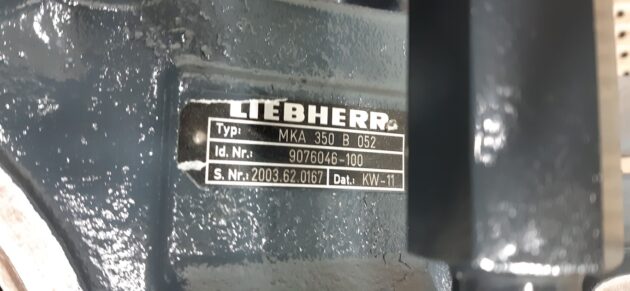 LIEBHERR
Typ: MKA 350 B 052
Id. Nr.: 9076046-100
S. Nr.: 2003.62.0167 Dat.: KW-11